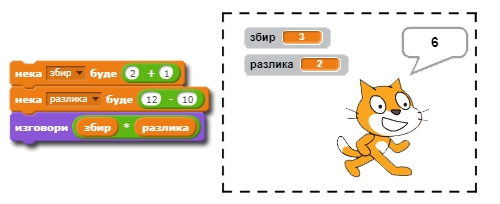 нека збир буде 2 + 1
нека разлика буде 12 - 10
изговори збир * разлика
збир 3
разлика 2
6